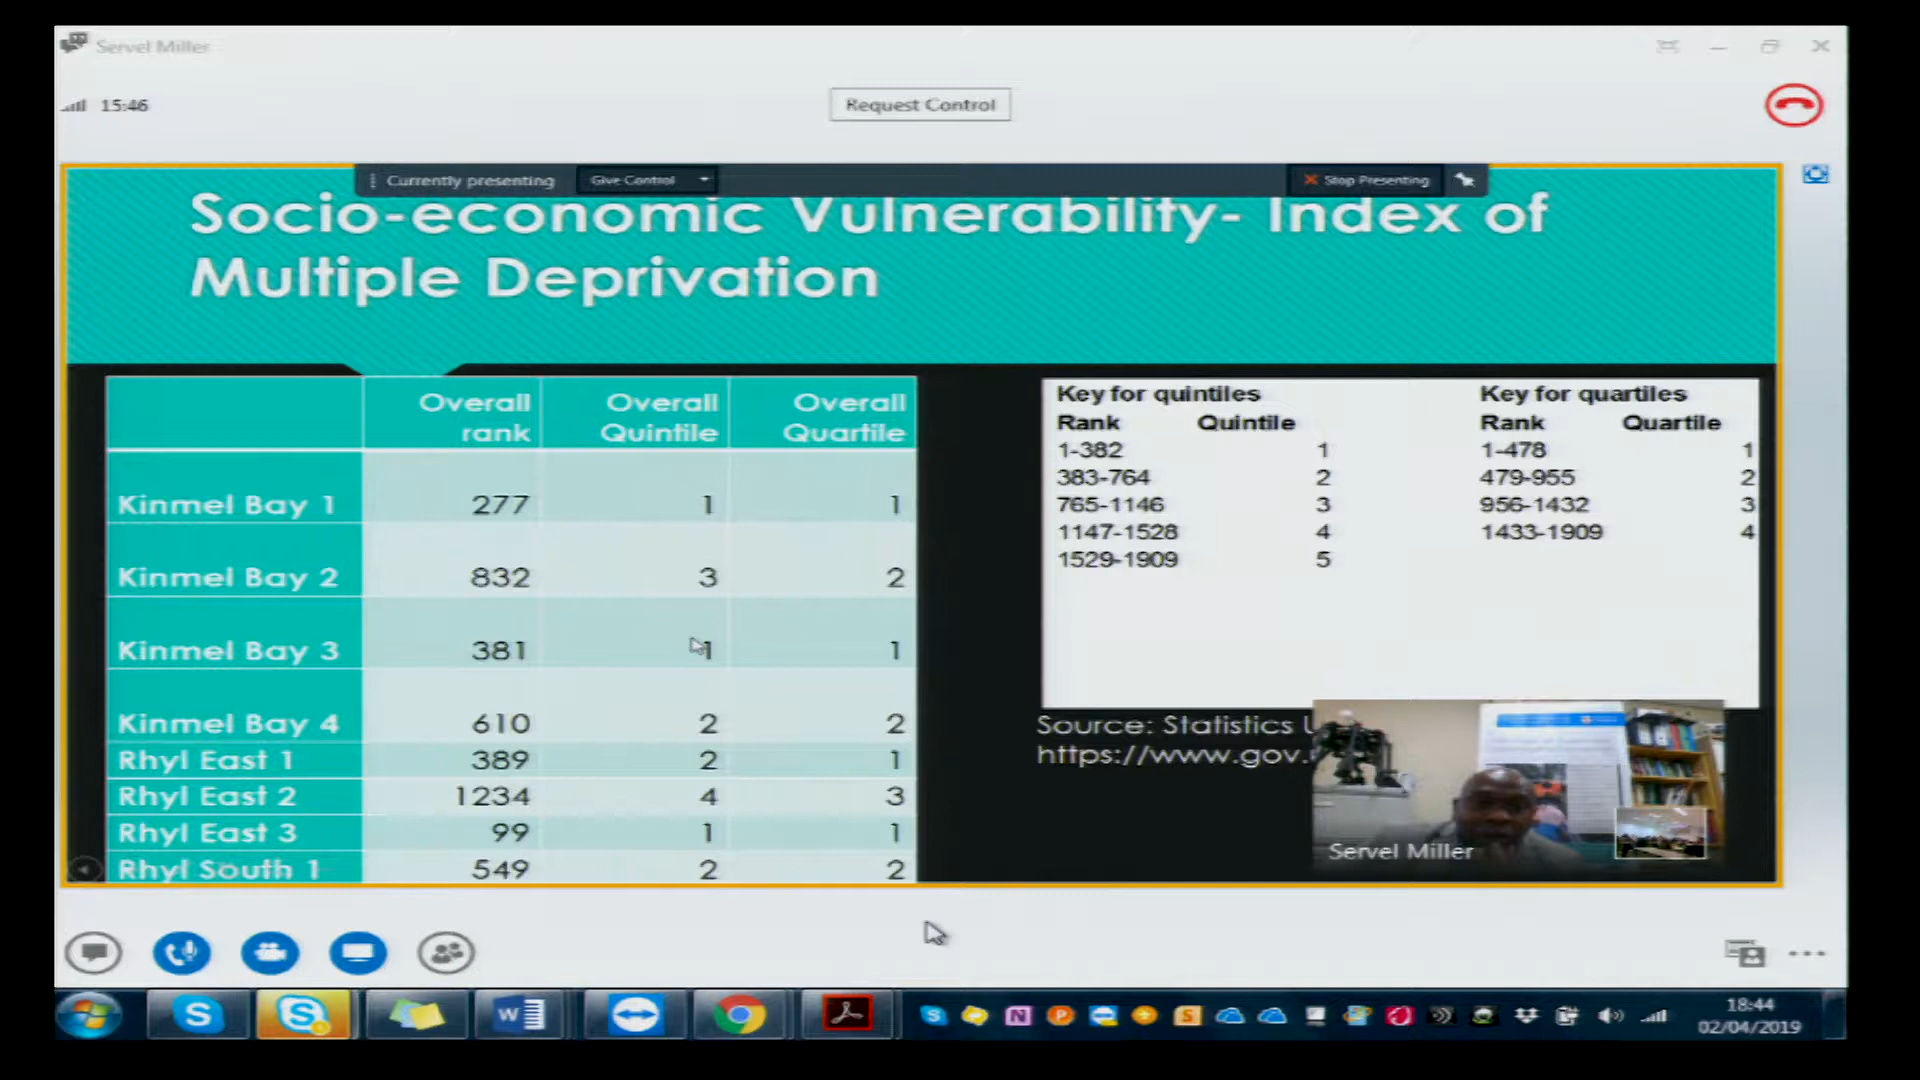 Servel Miller
15:46
Request Control
Currently presenting
Give Control
Stop Presenting
Socio-economic Vulnerability- Index of
Multiple Deprivation
Overall rank Overall Quintile Overall Quartile
Kinmel Bay 1 277 1 1
Kinmel Bay 2 832 3 2
Kinmel Bay 3 381 1 1
Kinmel Bay 4 610 2 2
Rhyl East 1 389 2 1
Rhyl East 2 1234 4 3
Rhyl East 3 99 1 1
Rhyl South 1 549 2 2
Key for quintiles
Rank Quintile
1-382 1
383-764 2
765-1146 3
1147-1528 4
1529-1909 5
Key for quartiles
Rank Quartile
1-478 1
479-955 2
956-1432 3
1433-1909 4
Source: Statistics
https://www.gov.
Servel Miller
18:44
02/04/2019